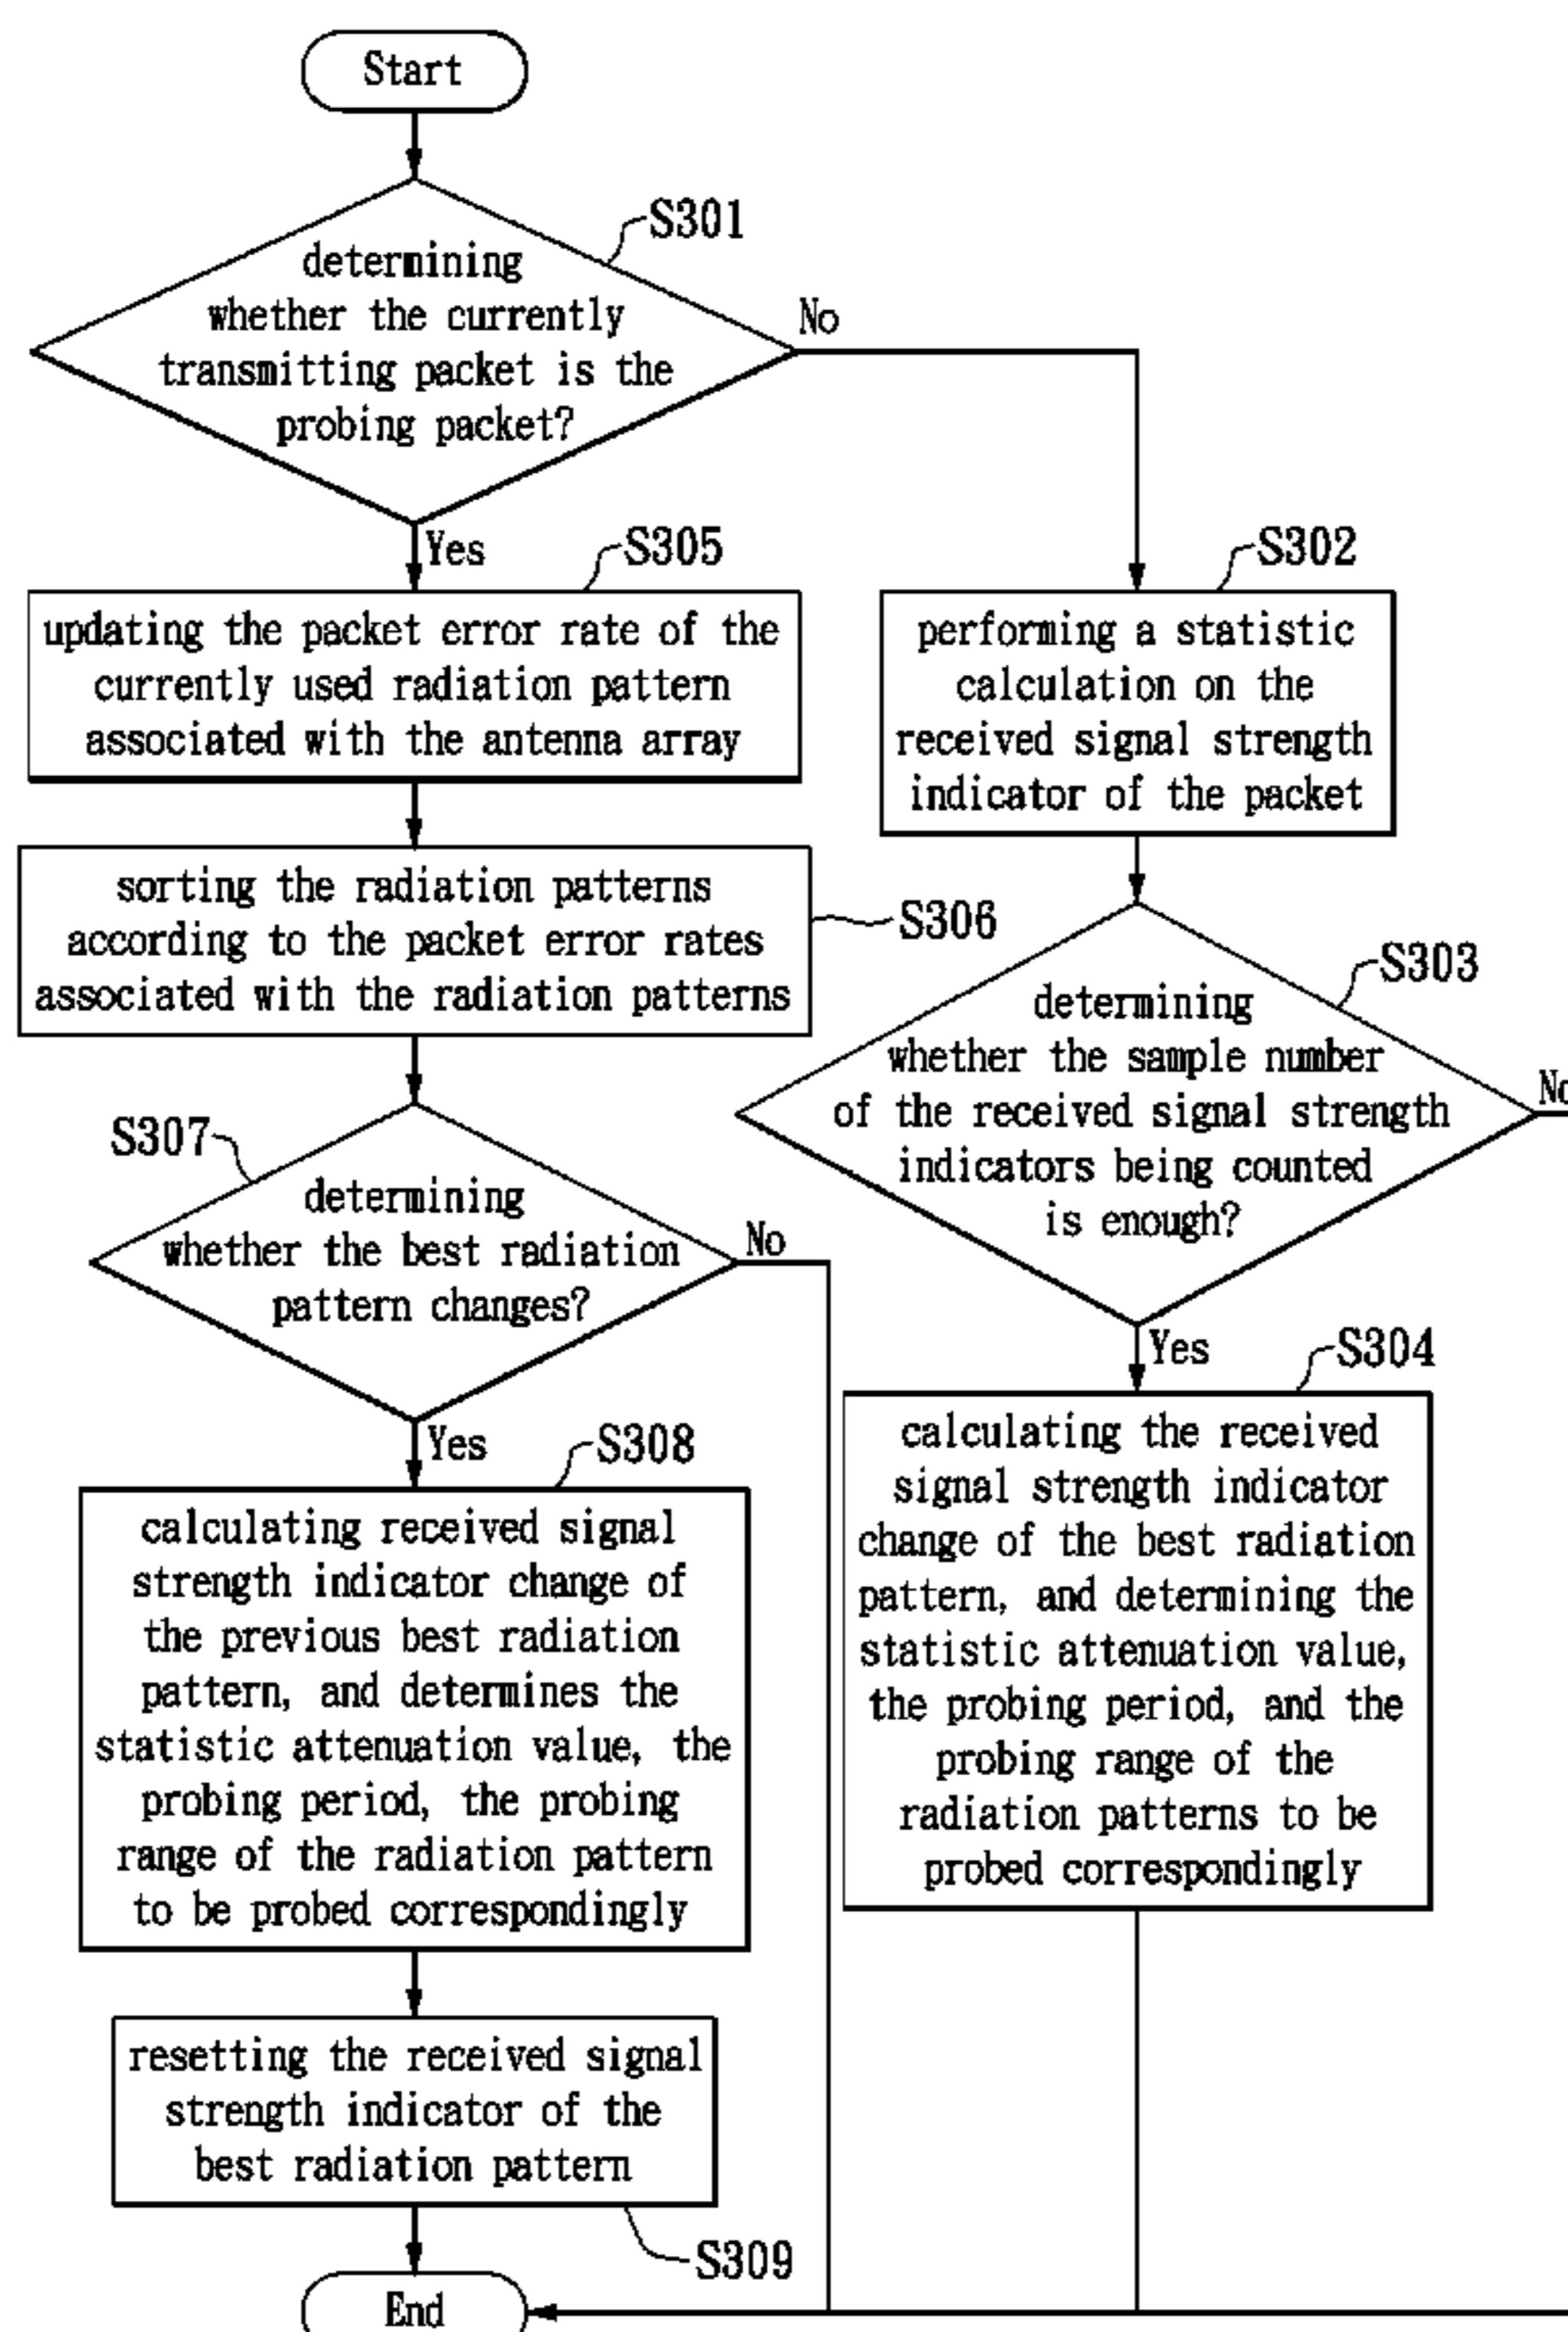 Start
S301
determining
whether the currently
transmitting packet is the
probing packet?
No
Yes
S305
updating the packet error rate of the
currently used radiation pattern
associated with the antenna array
S306
sorting the radiation patterns
according to the packet error rates
associated with the radiation patterns
S307
determining
whether the best radiation
pattern changes?
No
Yes
S308
calculating received signal
strength indicator change of
the previous best radiation
pattern, and determines the
statistic attenuation value, the
probing period, the probing
range of the radiation pattern
to be probed correspondingly
resetting the received signal
strength indicator of the
best radiation pattern
S309
End
S302
performing a statistic
calculation on the
received signal strength
indicator of the packet
S303
determining
whether the sample number
of the received signal strength
indicators being counted
is enough?
No
Yes
S304
calculating the received
signal strength indicator
change of the best radiation
pattern, and determining the
statistic attenuation value,
the probing period, and the
probing range of the
radiation patterns to be
probed correspondingly